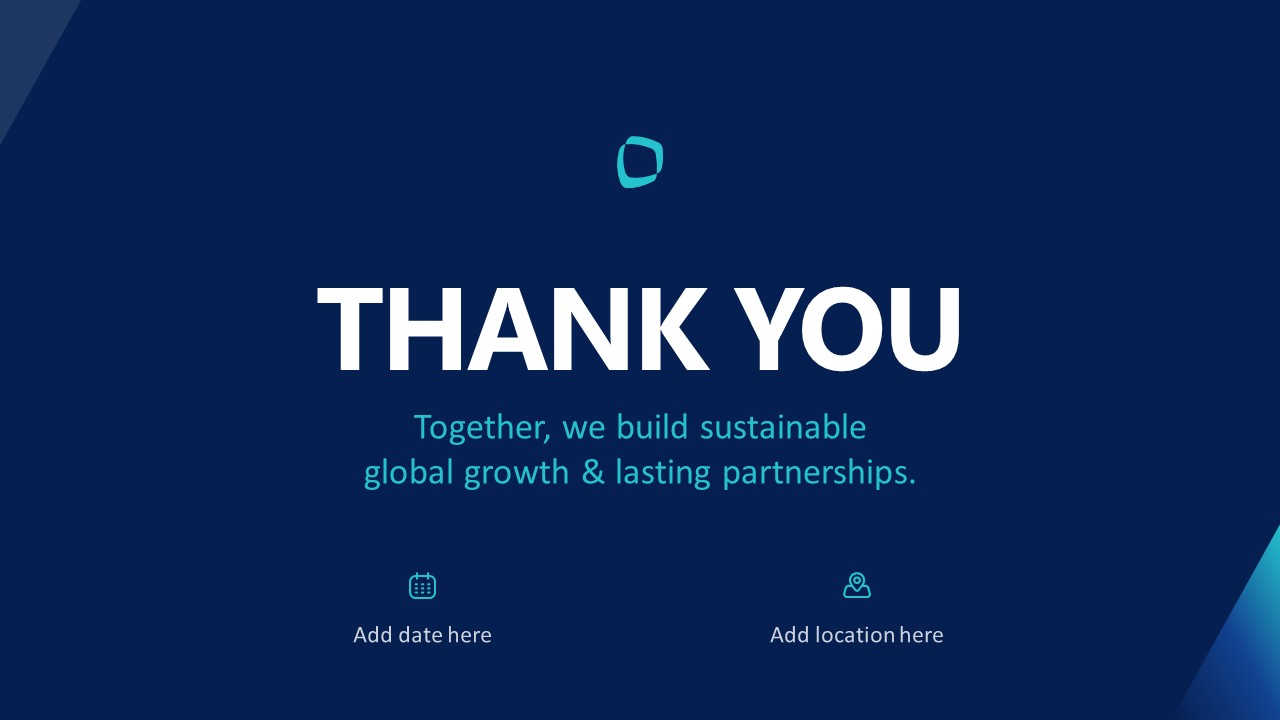 THANK YOU
Together, we build sustainable
global growth & lasting partnerships.
Add date here
Add location here